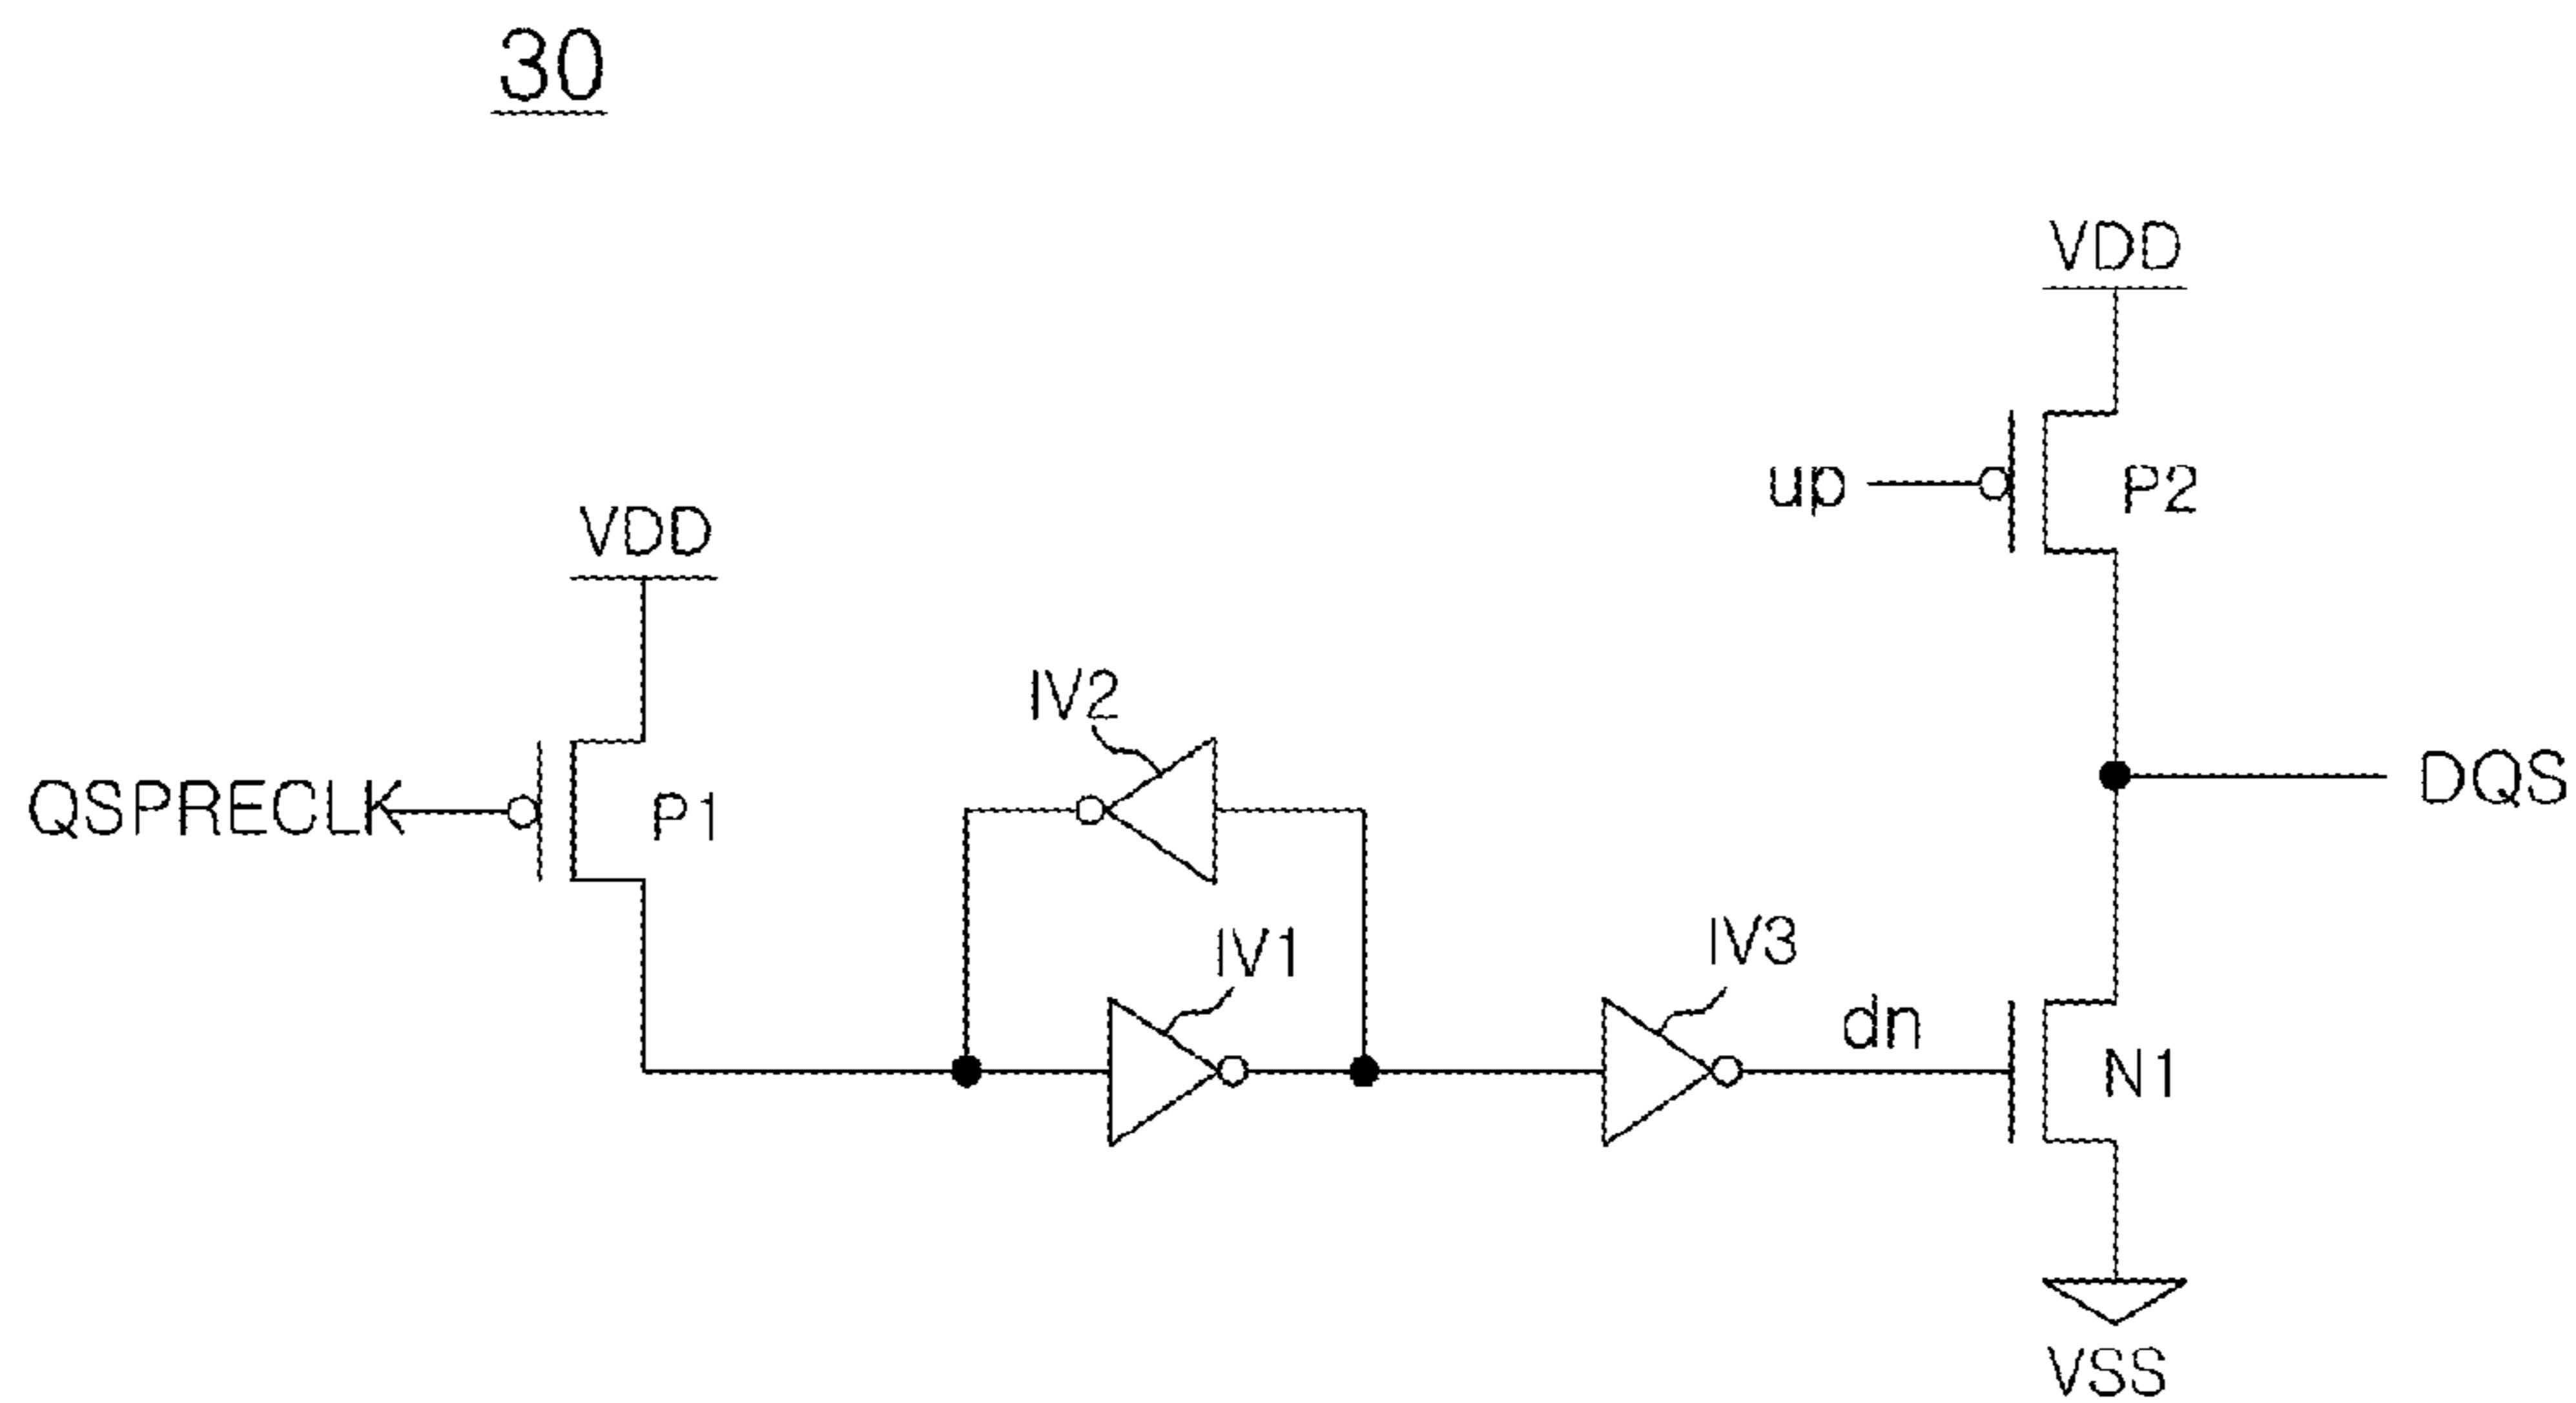 30
VDD
up
P2
VDD
IV2
QSPRECLK
P1
DQS
IV1
IV3
dn
N1
VSS